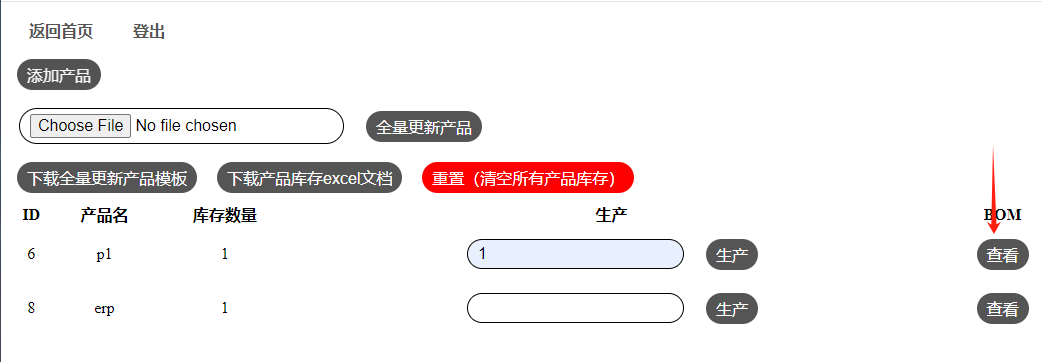 返回首页 登出
添加产品
Choose File No file chosen 全量更新产品
下载全量更新产品模板 下载产品库存excel文档 重置（清空所有产品库存）
ID 产品名 库存数量 生产 BOM
6 p1 1 1 生产 查看
8 erp 1 生产 查看